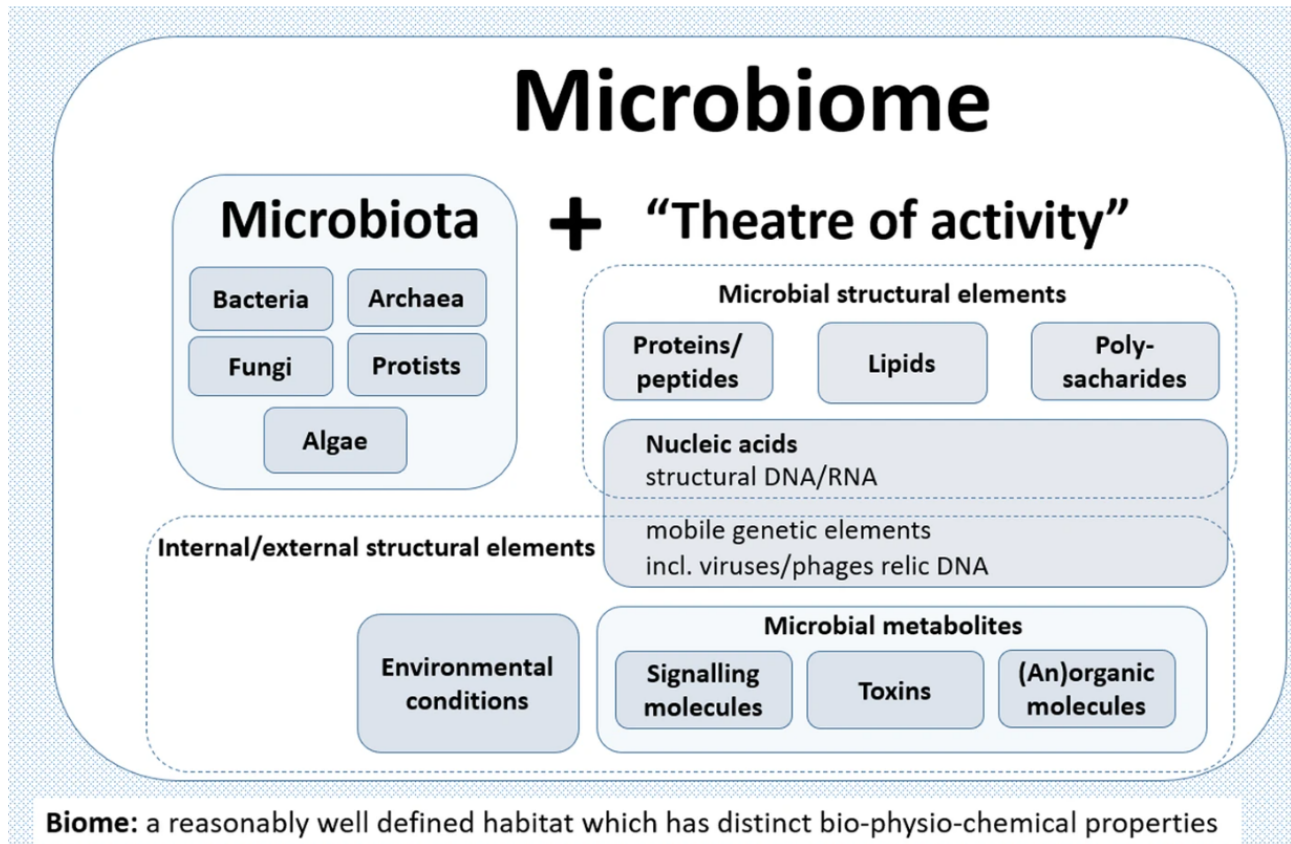 Microbiome
Microbiota
+
“Theatre of activity”
Bacteria
Archaea
Fungi
Protists
Algae
Microbial structural elements
Proteins/
peptides
Lipids
Poly-
sacharides
Nucleic acids
structural DNA/RNA
mobile genetic elements
incl. viruses/phages relic DNA
Internal/external structural elements
Environmental
conditions
Microbial metabolites
Signalling
molecules
Toxins
(An)organic
molecules
Biome: a reasonably well defined habitat which has distinct bio-physio-chemical properties